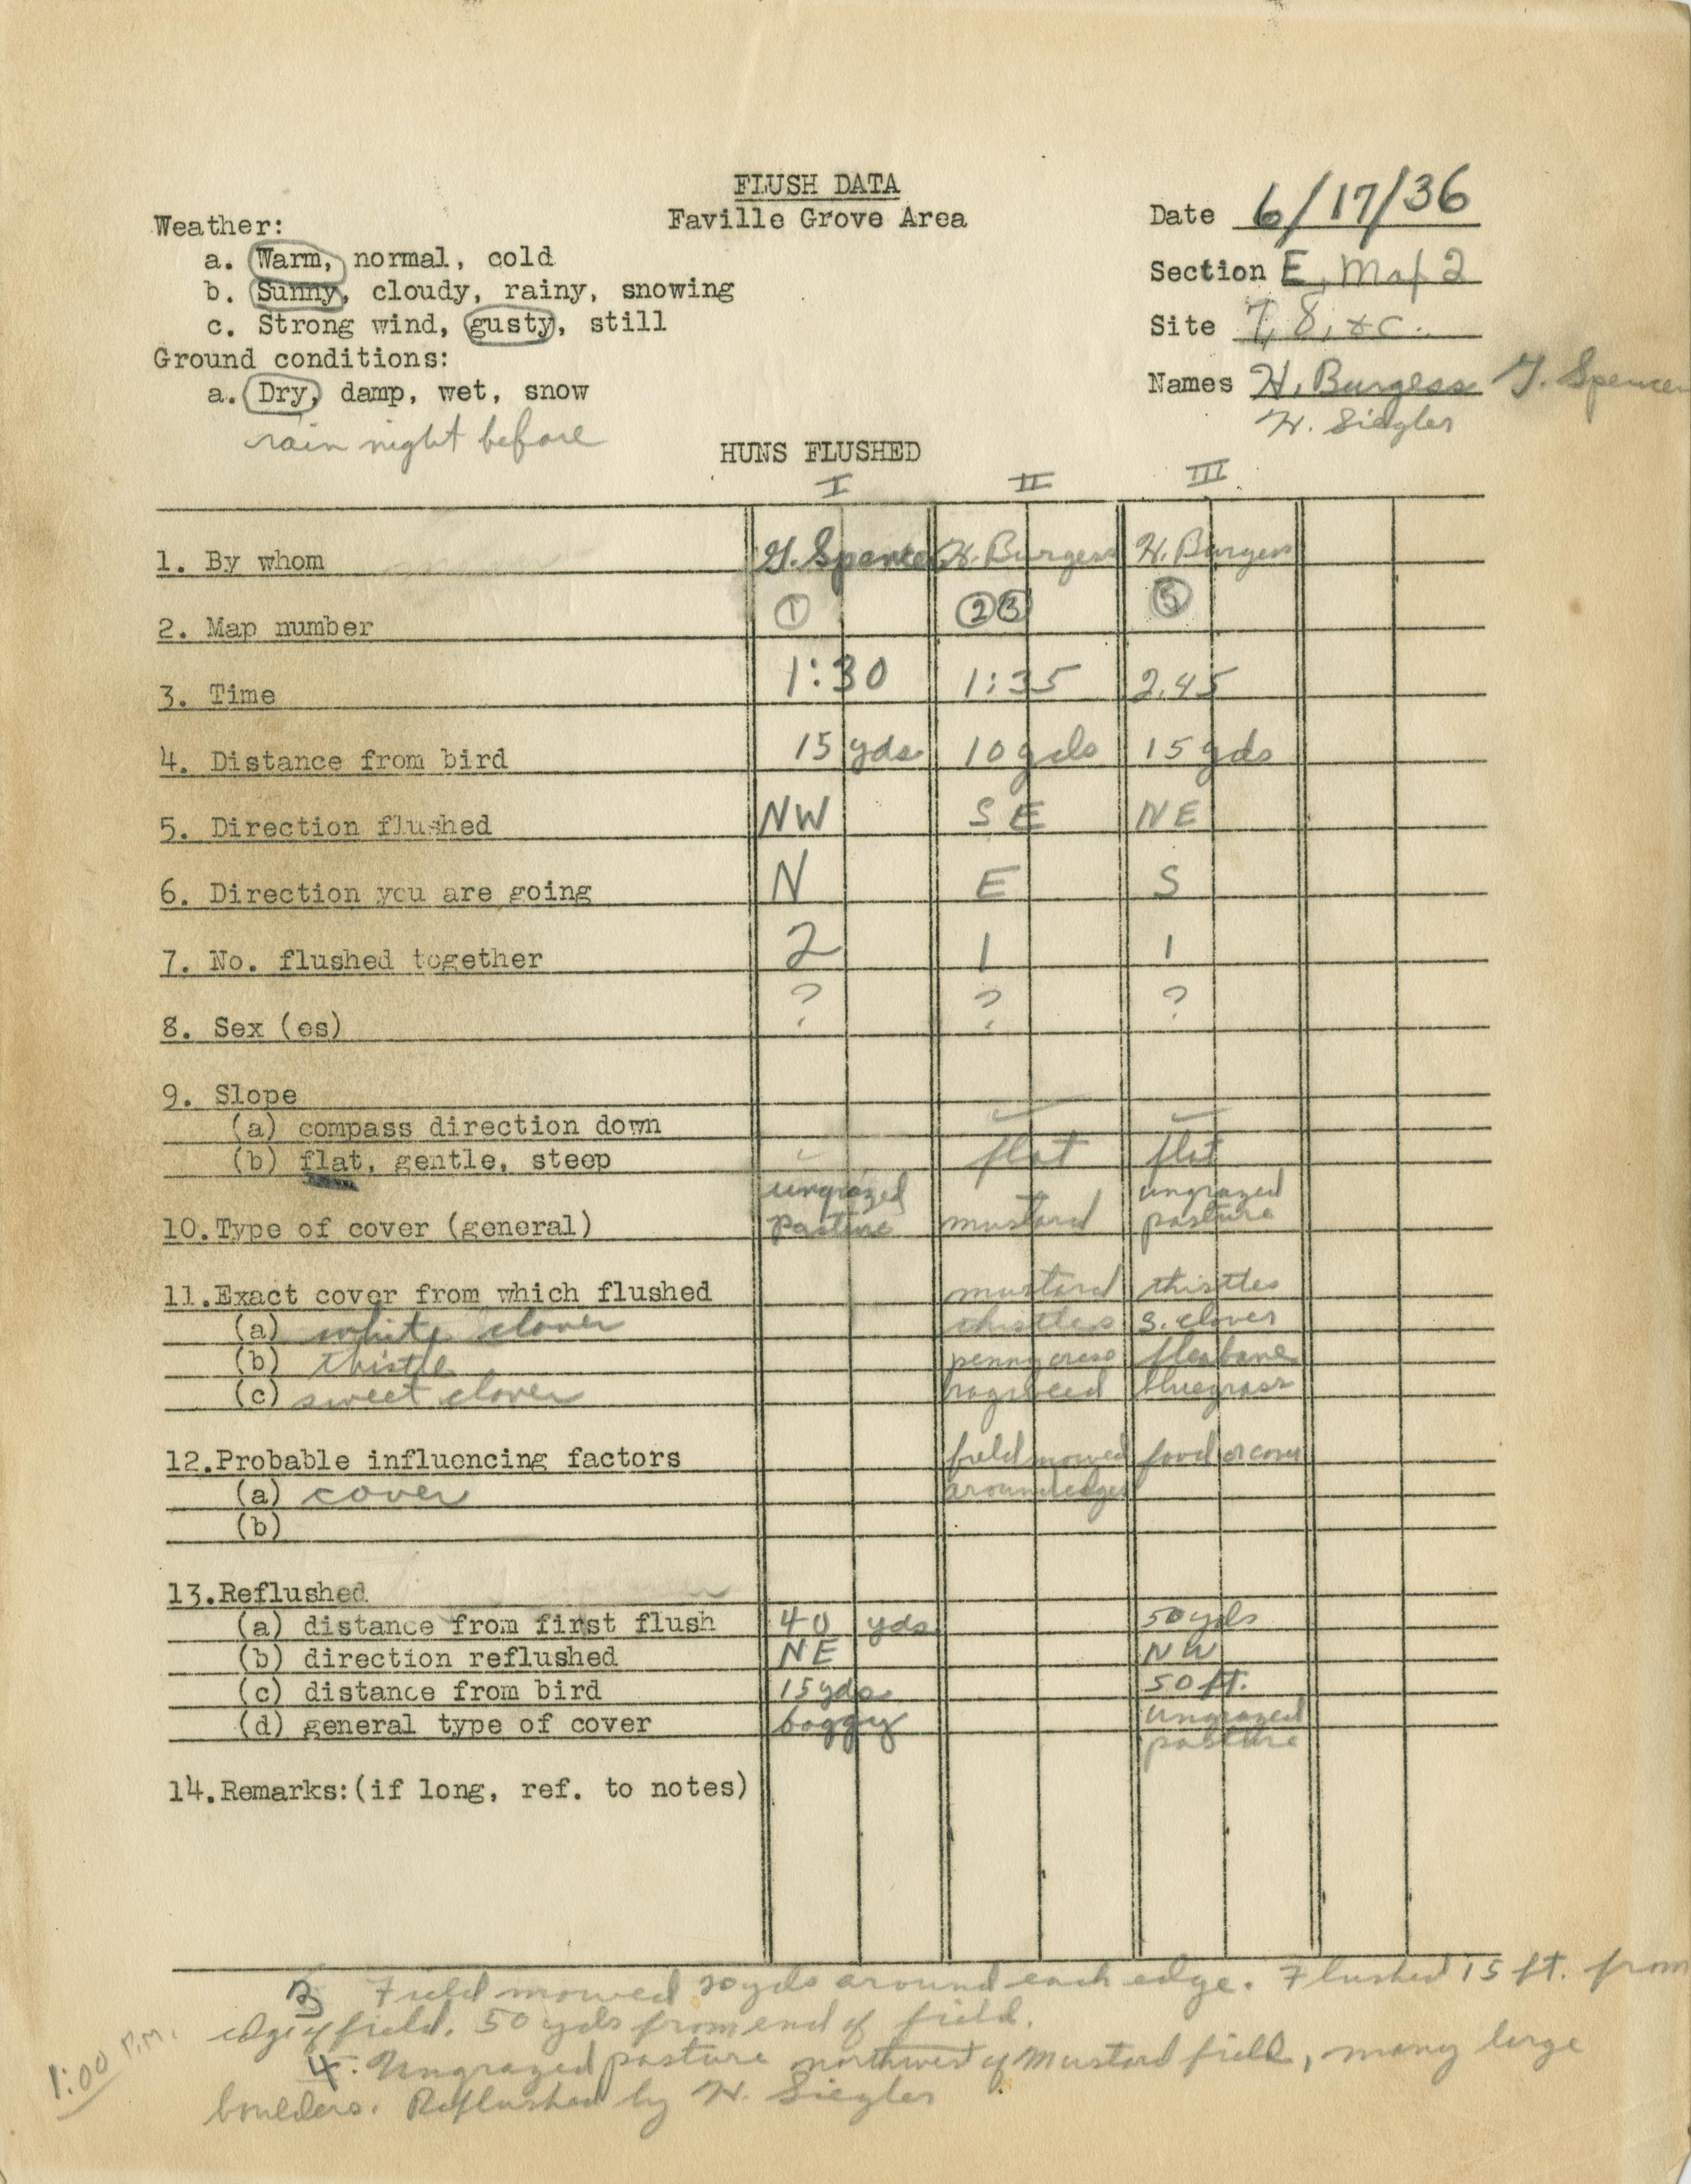 FLUSH DATA
Faville Grove Area
Weather:
a. Warm, normal, cold
b. Sunny, cloudy, rainy, snowing
c. Strong wind, gusty, still
Ground conditions:
a. Dry, damp, wet, snow
rain night before
Date 6/17/36
Section E, Map 2
Site 7, 8, &c.
Names H. Burgess G. Spencer
H. Siegler
HUNS FLUSHED
I II III
1. By whom G. Spencer H. Burgess H. Burgess
2. Map number 1 2 3 5
3. Time 1:30 1:35 2.45
4. Distance from bird 15 yds 10 yds 15 yds
5. Direction flushed NW SE NE
6. Direction you are going N E S
7. No. flushed together 2 1 1
8. Sex (es) ? ? ?
9. Slope
(a) compass direction down
(b) flat, gentle, steep flat flat
ungrazed ungrazed
10. Type of cover (general) Pasture mustard pasture
11. Exact cover from which flushed mustard thistles
(a) white clover thistles s. clover
(b) thistle pennycress fleabane
(c) sweet clover ragweed bluegrass
12. Probable influencing factors field mowed food or cover
(a) cover around edges
(b)
13. Reflushed
(a) distance from first flush 40 yds 50 yds
(b) direction reflushed NE NW
(c) distance from bird 15 yds 50 ft.
(d) general type of cover boggy ungrazed
pasture
14. Remarks: (if long, ref. to notes)
Field mowed 20 yds around each edge. Flushed 15 ft. from
edge of field. 50 yds from end of field.
1:00 P.M.
4. Ungrazed pasture northwest of Mustard field, many large
boulders. Reflushed by H. Siegler